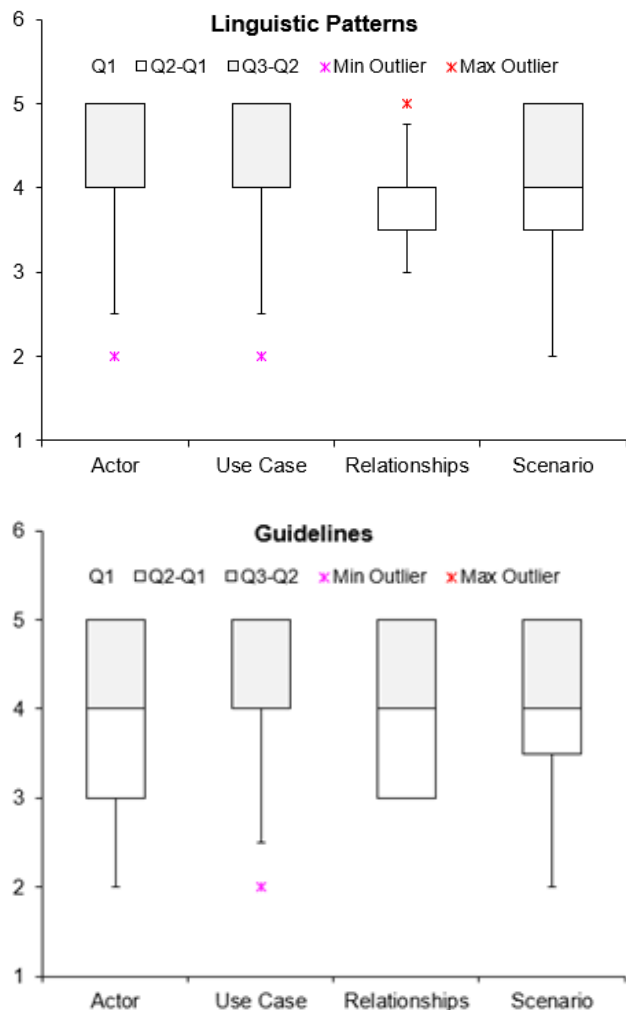 Linguistic Patterns
Q1 Q2-Q1 Q3-Q2 Min Outlier Max Outlier
6
5
4
3
2
1
Actor Use Case Relationships Scenario
Guidelines
Q1 Q2-Q1 Q3-Q2 Min Outlier Max Outlier
6
5
4
3
2
1
Actor Use Case Relationships Scenario